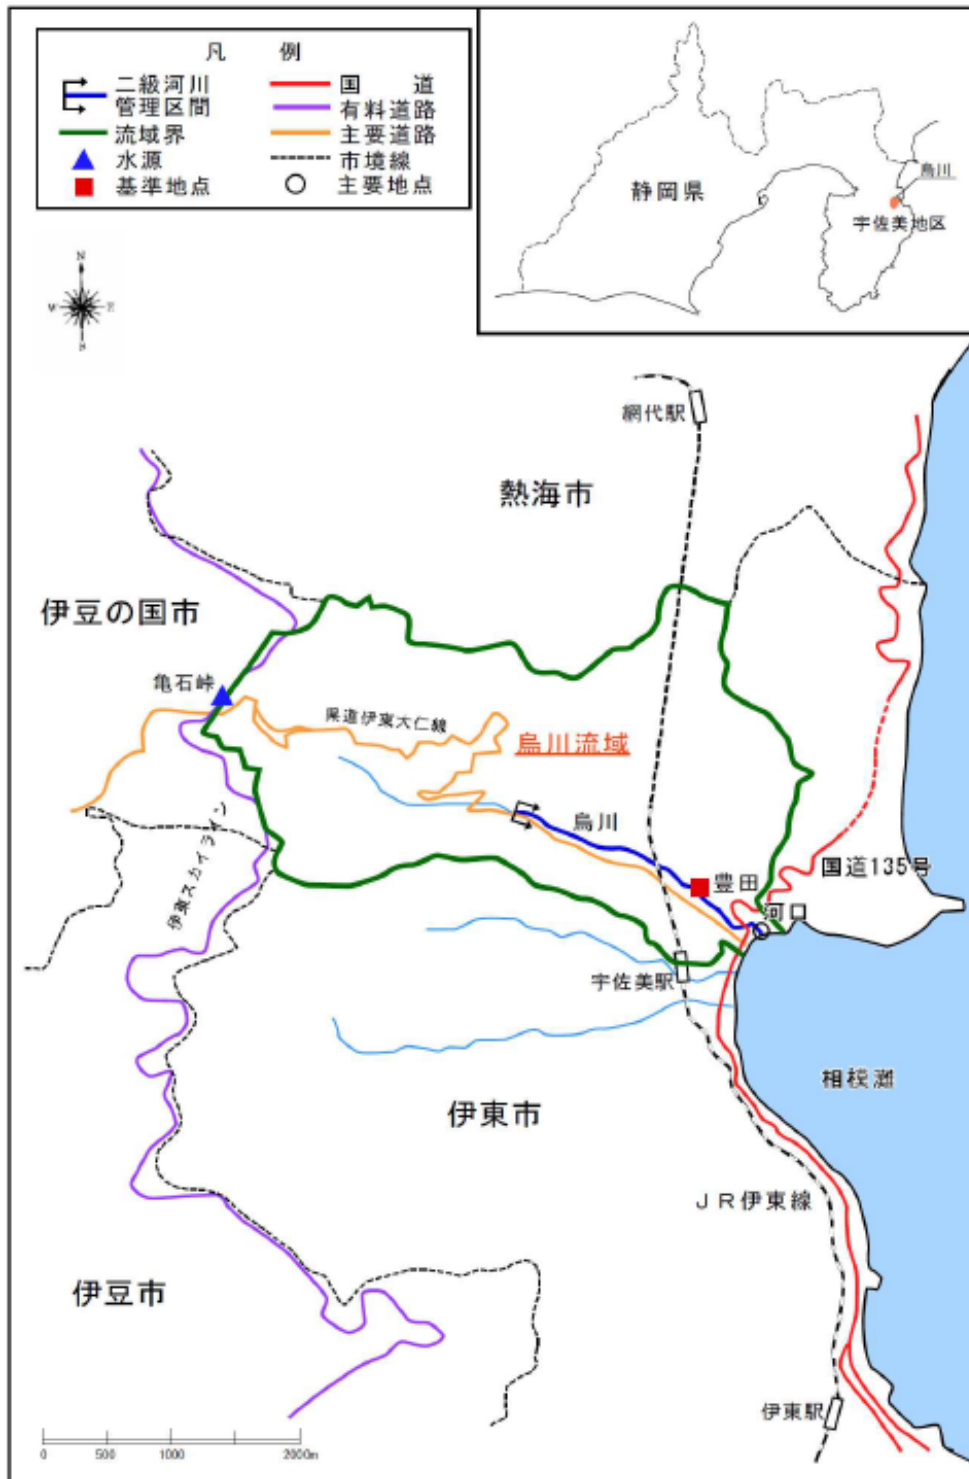 凡 例
二級河川
管理区間
流域界
水源
基準地点
国 道
有料道路
主要道路
市境線
主要地点
静岡県
烏川
宇佐美地区
N
W
E
S
網代駅
熱海市
伊豆の国市
亀石峠
県道伊東大仁線
烏川流域
烏川
伊東スカイライン
豊田
国道135号
河口
宇佐美駅
相模灘
伊東市
JR伊東線
伊豆市
伊東駅
0 500 1000 2000m